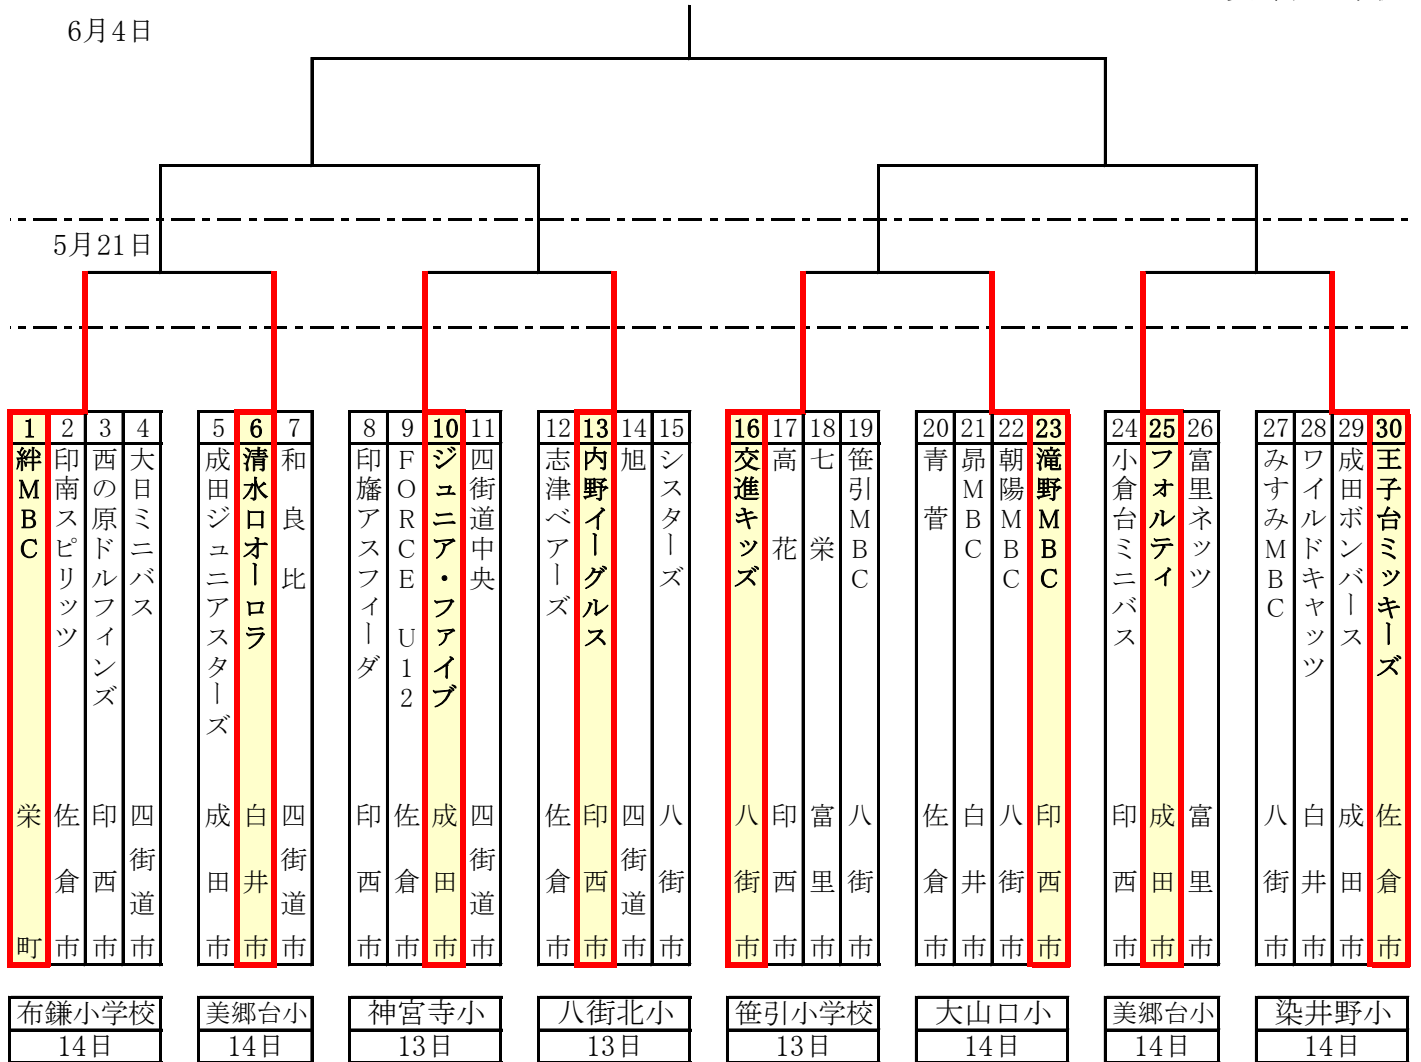 6月4日
5月21日
1 絆MBC 栄町
2 印南スピリッツ 佐倉市
3 西の原ドルフィンズ 印西市
4 大日ミニバス 四街道市
5 成田ジュニアスターズ 成田市
6 清水口オーロラ 白井市
7 和良比 四街道市
8 印旛アスフィーダ 印西市
9 FORCE U12 佐倉市
10 ジュニア・ファイブ 成田市
11 四街道中央 四街道市
12 志津ベアーズ 佐倉市
13 内野イーグルス 印西市
14 旭 四街道市
15 シスターズ 八街市
16 交進キッズ 八街市
17 高花 印西市
18 七栄 富里市
19 笹引MBC 八街市
20 青菅 佐倉市
21 昴MBC 白井市
22 朝陽MBC 八街市
23 滝野MBC 印西市
24 小倉台ミニバス 印西市
25 フォルティ 成田市
26 富里ネッツ 富里市
27 みすみMBC 八街市
28 ワイルドキャッツ 白井市
29 成田ボンバース 成田市
30 王子台ミッキーズ 佐倉市
布鎌小学校 美郷台小 神宮寺小 八街北小 笹引小学校 大山口小 美郷台小 染井野小
14日 14日 13日 13日 13日 14日 14日 14日